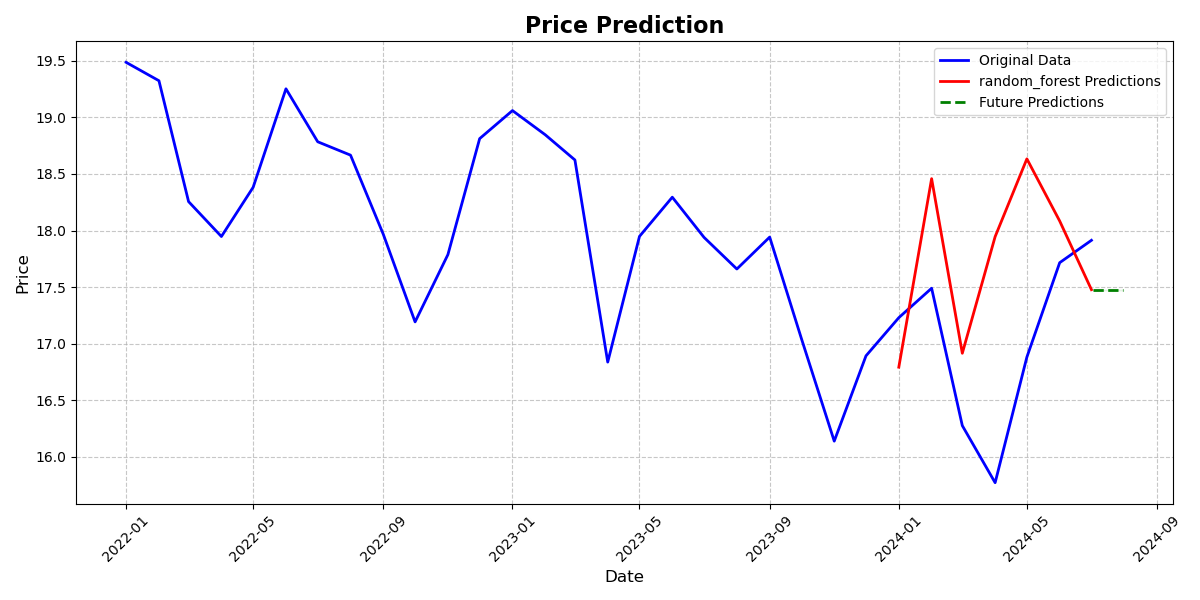 Price Prediction
Original Data
random_forest Predictions
Future Predictions
Price
19.5
19.0
18.5
18.0
17.5
17.0
16.5
16.0
2022-01
2022-05
2022-09
2023-01
2023-05
2023-09
2024-01
2024-05
2024-09
Date